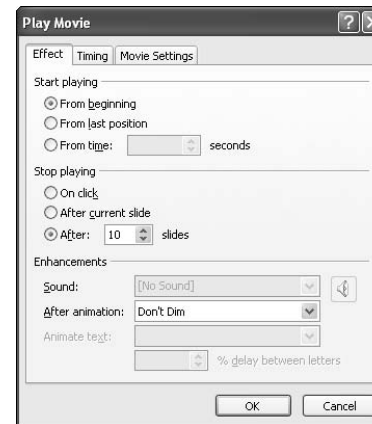 Play Movie
Effect Timing Movie Settings
Start playing
From beginning
From last position
From time: seconds
Stop playing
On click
After current slide
After: 10 slides
Enhancements
Sound: [No Sound]
After animation: Don't Dim
Animate text:
% delay between letters
OK Cancel